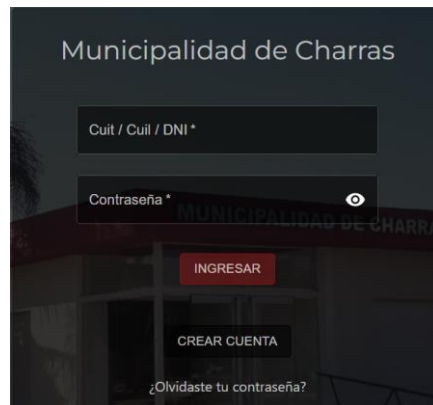 Municipalidad de Charras
Cuit / Cuil / DNI *
Contraseña *
MUNICIPALIDAD DE CHARRA
INGRESAR
CREAR CUENTA
¿Olvidaste tu contraseña?